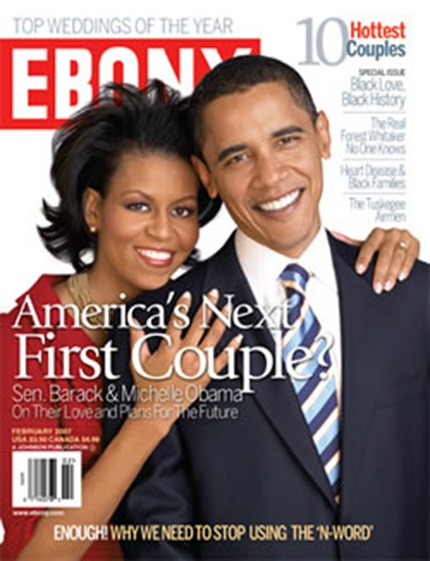 TOP WEDDINGS OF THE YEAR
EBONY
10 Hottest
Couples
SPECIAL ISSUE
Black Love,
Black History
The Real
Forest Whitaker
No One Knows
Heart Disease &
Black Families
The Tuskegee
Airmen
America's Next
First Couple?
Sen. Barack & Michelle Obama
On Their Love and Plans For The Future
FEBRUARY 2007
USA $3.50 CANADA $4.99
A JOHNSON PUBLICATION
www.ebony.com
ENOUGH! WHY WE NEED TO STOP USING THE 'N-WORD'